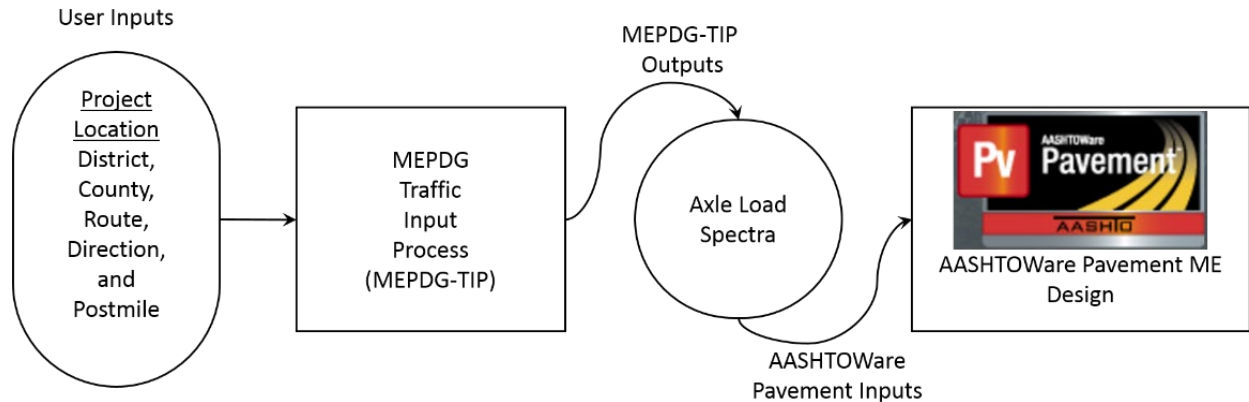 User Inputs
Project
Location
District,
County,
Route,
Direction,
and
Postmile
MEPDG
Traffic
Input
Process
(MEPDG-TIP)
MEPDG-TIP
Outputs
Axle Load
Spectra
AASHTOWare
Pavement Inputs
Pv
AASHTOWare
Pavement
AASHTO
AASHTOWare Pavement ME
Design